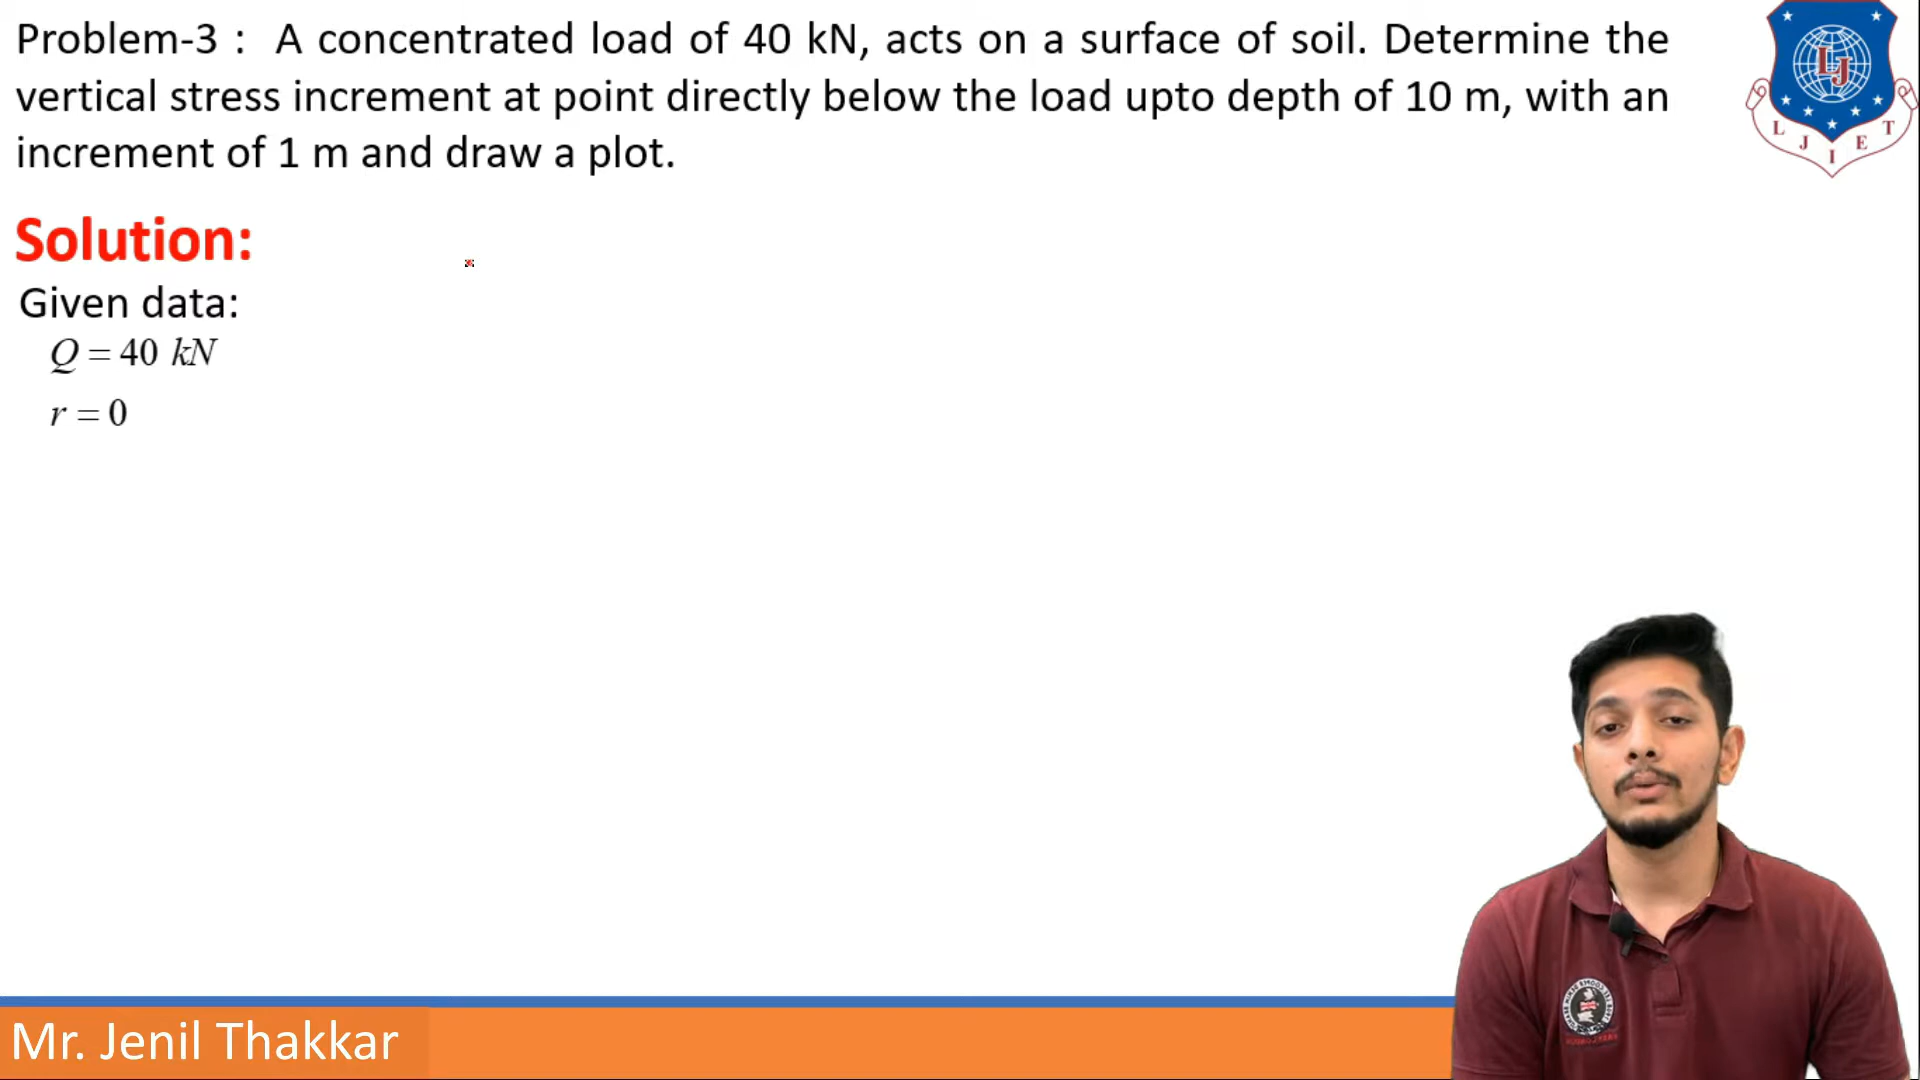 Problem-3 : A concentrated load of 40 kN, acts on a surface of soil. Determine the
vertical stress increment at point directly below the load upto depth of 10 m, with an
increment of 1 m and draw a plot.
LJ
L J I E T
Solution:
Given data:
Q = 40 kN
r = 0
Mr. Jenil Thakkar